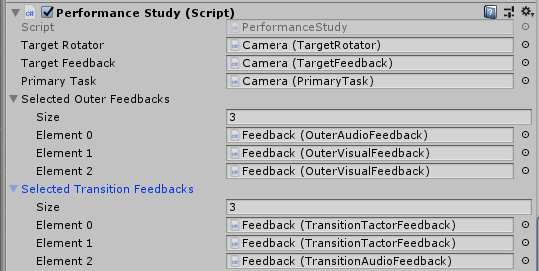 Performance Study (Script)
Script PerformanceStudy
Target Rotator Camera (TargetRotator)
Target Feedback Camera (TargetFeedback)
Primary Task Camera (PrimaryTask)
Selected Outer Feedbacks
Size 3
Element 0 Feedback (OuterAudioFeedback)
Element 1 Feedback (OuterVisualFeedback)
Element 2 Feedback (OuterVisualFeedback)
Selected Transition Feedbacks
Size 3
Element 0 Feedback (TransitionTactorFeedback)
Element 1 Feedback (TransitionTactorFeedback)
Element 2 Feedback (TransitionAudioFeedback)